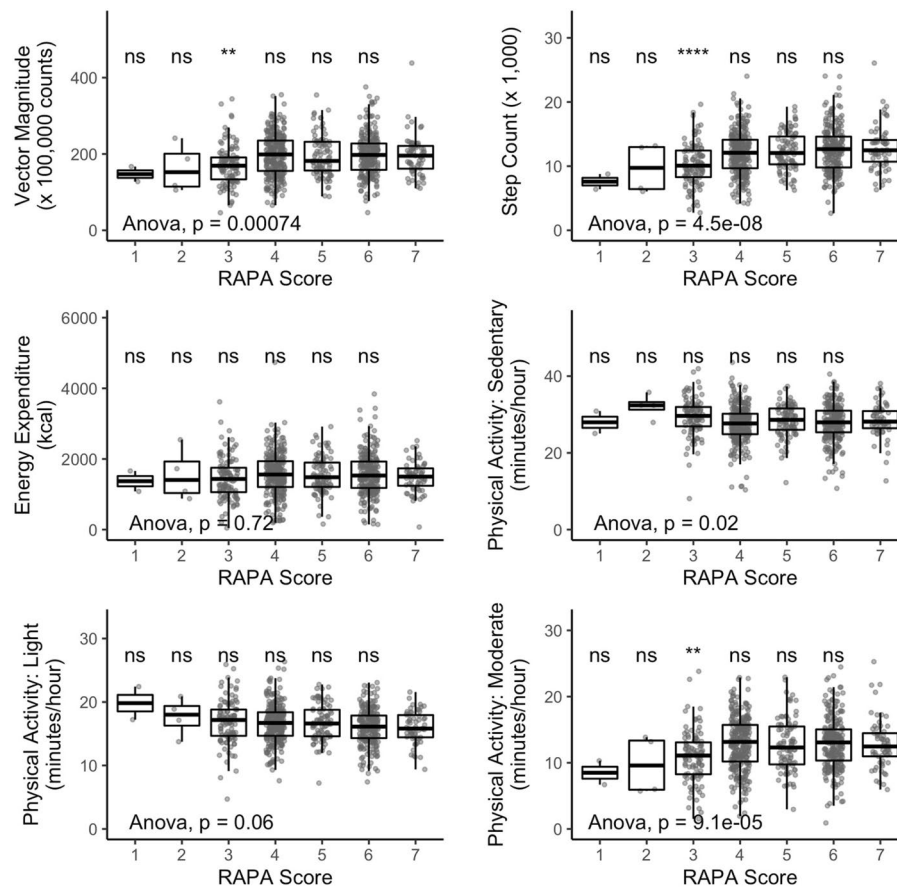 Vector Magnitude
(x 100,000 counts)
400
200
0
ns ns ** ns ns ns
Anova, p = 0.00074
1 2 3 4 5 6 7
RAPA Score
Step Count (x 1,000)
30
20
10
0
ns ns **** ns ns ns
Anova, p = 4.5e-08
1 2 3 4 5 6 7
RAPA Score
Energy Expenditure
(kcal)
6000
4000
2000
0
ns ns ns ns ns ns
Anova, p = 0.72
1 2 3 4 5 6 7
RAPA Score
Physical Activity: Sedentary
(minutes/hour)
60
40
20
0
ns ns ns ns ns ns
Anova, p = 0.02
1 2 3 4 5 6 7
RAPA Score
Physical Activity: Light
(minutes/hour)
30
20
10
0
ns ns ns ns ns ns
Anova, p = 0.06
1 2 3 4 5 6 7
RAPA Score
Physical Activity: Moderate
(minutes/hour)
30
20
10
0
ns ns ** ns ns ns
Anova, p = 9.1e-05
1 2 3 4 5 6 7
RAPA Score